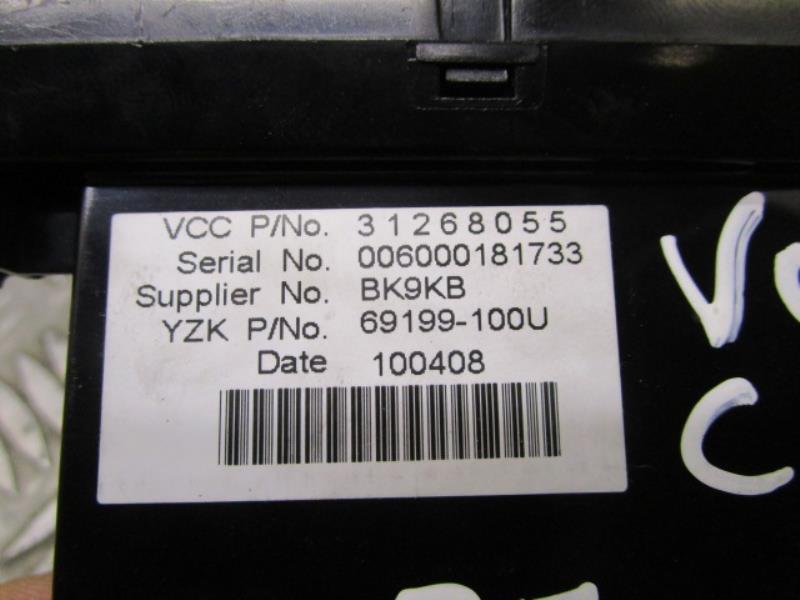 VCC P/No. 31268055
Serial No. 006000181733
Supplier No. BK9KB
YZK P/No. 69199-100U
Date 100408